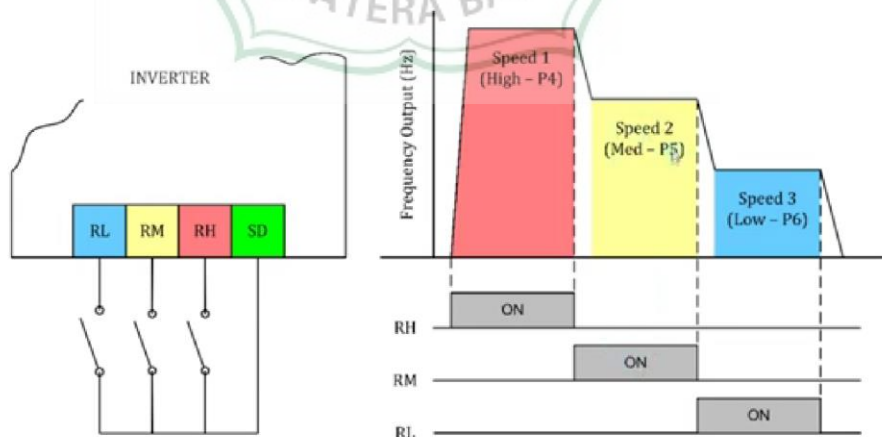 ATERA B
INVERTER
RL RM RH SD
Frequency Output (Hz)
Speed 1
(High – P4)
Speed 2
(Med – P5)
Speed 3
(Low – P6)
RH
ON
RM
ON
RL
ON